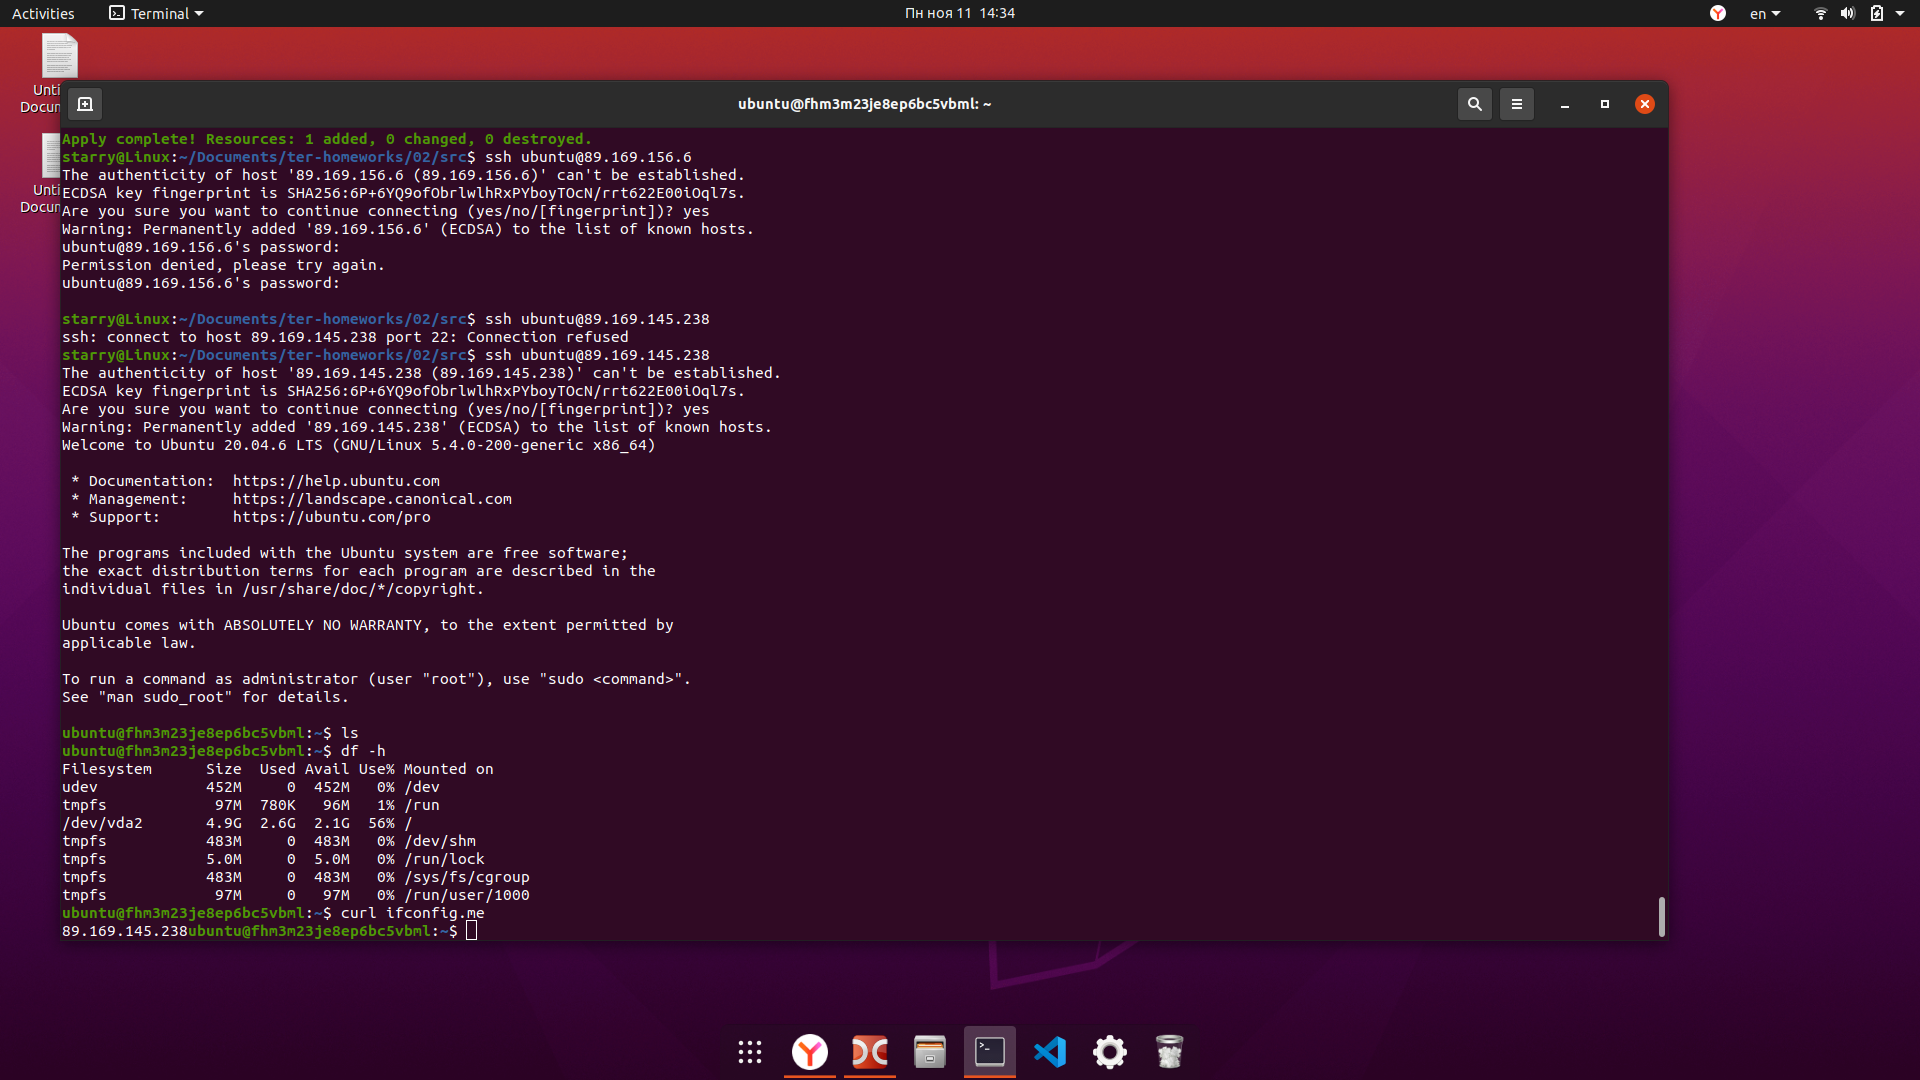 Activities
Terminal
Пн ноя 11 14:34
en
Unti
Docum
Unti
Docum
ubuntu@fhm3m23je8ep6bc5vbml: ~
Apply complete! Resources: 1 added, 0 changed, 0 destroyed.
starry@Linux:~/Documents/ter-homeworks/02/src$ ssh ubuntu@89.169.156.6
The authenticity of host '89.169.156.6 (89.169.156.6)' can't be established.
ECDSA key fingerprint is SHA256:6P+6YQ9ofObrlwlhRxPYboyTOcN/rrt622E00iOql7s.
Are you sure you want to continue connecting (yes/no/[fingerprint])? yes
Warning: Permanently added '89.169.156.6' (ECDSA) to the list of known hosts.
ubuntu@89.169.156.6's password:
Permission denied, please try again.
ubuntu@89.169.156.6's password:
starry@Linux:~/Documents/ter-homeworks/02/src$ ssh ubuntu@89.169.145.238
ssh: connect to host 89.169.145.238 port 22: Connection refused
starry@Linux:~/Documents/ter-homeworks/02/src$ ssh ubuntu@89.169.145.238
The authenticity of host '89.169.145.238 (89.169.145.238)' can't be established.
ECDSA key fingerprint is SHA256:6P+6YQ9ofObrlwlhRxPYboyTOcN/rrt622E00iOql7s.
Are you sure you want to continue connecting (yes/no/[fingerprint])? yes
Warning: Permanently added '89.169.145.238' (ECDSA) to the list of known hosts.
Welcome to Ubuntu 20.04.6 LTS (GNU/Linux 5.4.0-200-generic x86_64)
* Documentation:  https://help.ubuntu.com
* Management:     https://landscape.canonical.com
* Support:        https://ubuntu.com/pro
The programs included with the Ubuntu system are free software;
the exact distribution terms for each program are described in the
individual files in /usr/share/doc/*/copyright.
Ubuntu comes with ABSOLUTELY NO WARRANTY, to the extent permitted by
applicable law.
To run a command as administrator (user "root"), use "sudo <command>".
See "man sudo_root" for details.
ubuntu@fhm3m23je8ep6bc5vbml:~$ ls
ubuntu@fhm3m23je8ep6bc5vbml:~$ df -h
Filesystem      Size  Used Avail Use% Mounted on
udev            452M     0  452M   0% /dev
tmpfs            97M  780K   96M   1% /run
/dev/vda2       4.9G  2.6G  2.1G  56% /
tmpfs           483M     0  483M   0% /dev/shm
tmpfs           5.0M     0  5.0M   0% /run/lock
tmpfs           483M     0  483M   0% /sys/fs/cgroup
tmpfs            97M     0   97M   0% /run/user/1000
ubuntu@fhm3m23je8ep6bc5vbml:~$ curl ifconfig.me
89.169.145.238ubuntu@fhm3m23je8ep6bc5vbml:~$